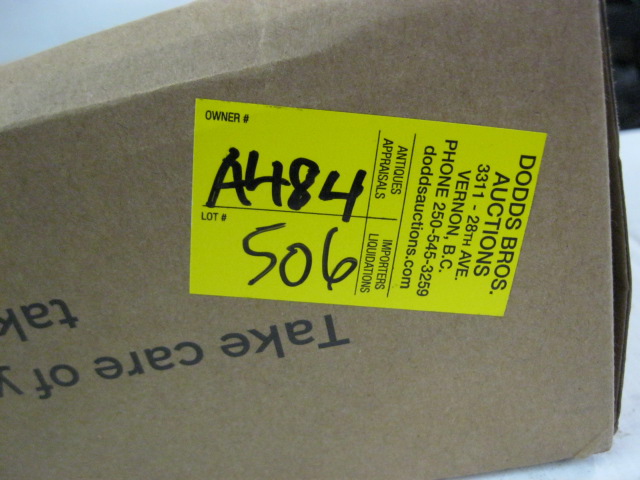 OWNER #
A484
LOT #
506
ANTIQUES
APPRAISALS
IMPORTERS
LIQUIDATIONS
DODDS BROS.
AUCTIONS
3311 - 28TH AVE.
VERNON, B.C.
PHONE 250-545-3259
doddsauctions.com
Take care of y
tak